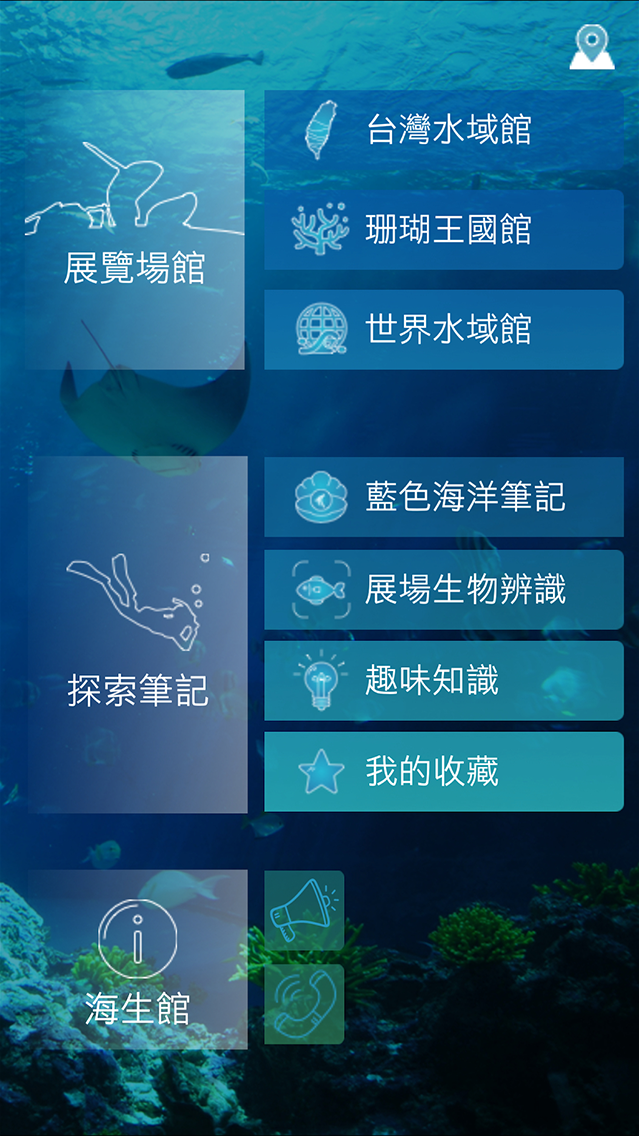 台灣水域館
珊瑚王國館
展覽場館
世界水域館
藍色海洋筆記
展場生物辨識
探索筆記
趣味知識
我的收藏
海生館